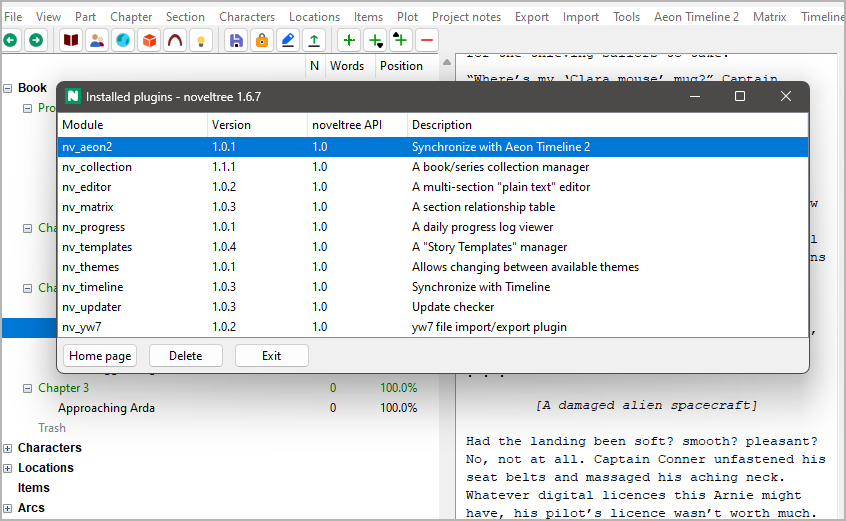 File View Part Chapter Section Characters Locations Items Plot Project notes Export Import Tools Aeon Timeline 2 Matrix Timeline
N Words Position
Book
“Where’s my ‘Clara mouse’ mug?” Captain
Installed plugins - noveltree 1.6.7
Module Version noveltree API Description
nv_aeon2 1.0.1 1.0 Synchronize with Aeon Timeline 2
nv_collection 1.1.1 1.0 A book/series collection manager
nv_editor 1.0.2 1.0 A multi-section "plain text" editor
nv_matrix 1.0.3 1.0 A section relationship table
nv_progress 1.0.1 1.0 A daily progress log viewer
nv_templates 1.0.4 1.0 A "Story Templates" manager
nv_themes 1.0.1 1.0 Allows changing between available themes
nv_timeline 1.0.3 1.0 Synchronize with Timeline
nv_updater 1.0.3 1.0 Update checker
nv_yw7 1.0.2 1.0 yw7 file import/export plugin
Home page Delete Exit
Chapter 3 0 100.0%
Approaching Arda 0 100.0%
Trash
Characters
Locations
Items
Arcs
. . .
[A damaged alien spacecraft]
Had the landing been soft? smooth? pleasant?
No, not at all. Captain Conner unfastened his
seat belts and massaged his aching neck.
Whatever digital licences this Arnie might
have, his pilot’s licence wasn’t worth much.